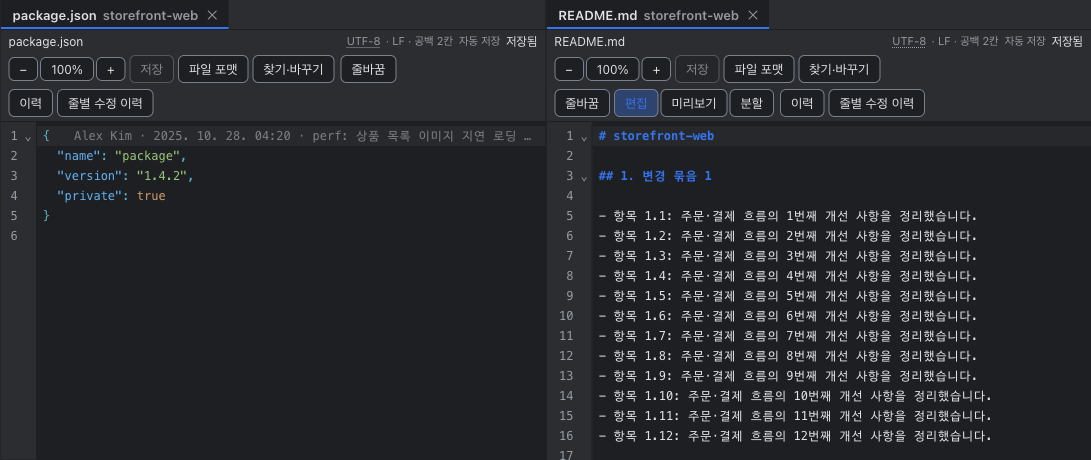 package.json storefront-web ×
package.json UTF-8 · LF · 공백 2칸 자동 저장 저장됨
− 100% + 저장 파일 포맷 찾기·바꾸기 줄바꿈
이력 줄별 수정 이력
1 { Alex Kim · 2025. 10. 28. 04:20 · perf: 상품 목록 이미지 지연 로딩 …
2 "name": "package",
3 "version": "1.4.2",
4 "private": true
5 }
6
README.md storefront-web ×
README.md UTF-8 · LF · 공백 2칸 자동 저장 저장됨
− 100% + 저장 파일 포맷 찾기·바꾸기
줄바꿈 편집 미리보기 분할 이력 줄별 수정 이력
1 # storefront-web
2
3 ## 1. 변경 묶음 1
4
5 - 항목 1.1: 주문·결제 흐름의 1번째 개선 사항을 정리했습니다.
6 - 항목 1.2: 주문·결제 흐름의 2번째 개선 사항을 정리했습니다.
7 - 항목 1.3: 주문·결제 흐름의 3번째 개선 사항을 정리했습니다.
8 - 항목 1.4: 주문·결제 흐름의 4번째 개선 사항을 정리했습니다.
9 - 항목 1.5: 주문·결제 흐름의 5번째 개선 사항을 정리했습니다.
10 - 항목 1.6: 주문·결제 흐름의 6번째 개선 사항을 정리했습니다.
11 - 항목 1.7: 주문·결제 흐름의 7번째 개선 사항을 정리했습니다.
12 - 항목 1.8: 주문·결제 흐름의 8번째 개선 사항을 정리했습니다.
13 - 항목 1.9: 주문·결제 흐름의 9번째 개선 사항을 정리했습니다.
14 - 항목 1.10: 주문·결제 흐름의 10번째 개선 사항을 정리했습니다.
15 - 항목 1.11: 주문·결제 흐름의 11번째 개선 사항을 정리했습니다.
16 - 항목 1.12: 주문·결제 흐름의 12번째 개선 사항을 정리했습니다.
17